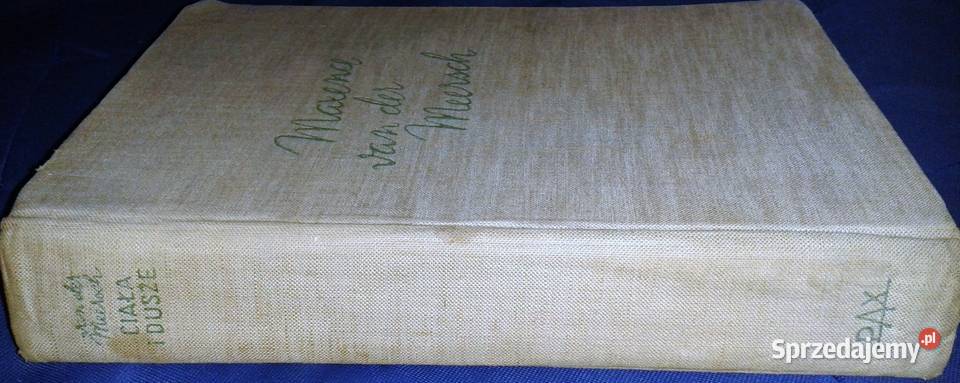 Maxence
van der
Meersch
van der
Meersch
CIAŁA
I DUSZE
PAX
Sprzedajemy.pl